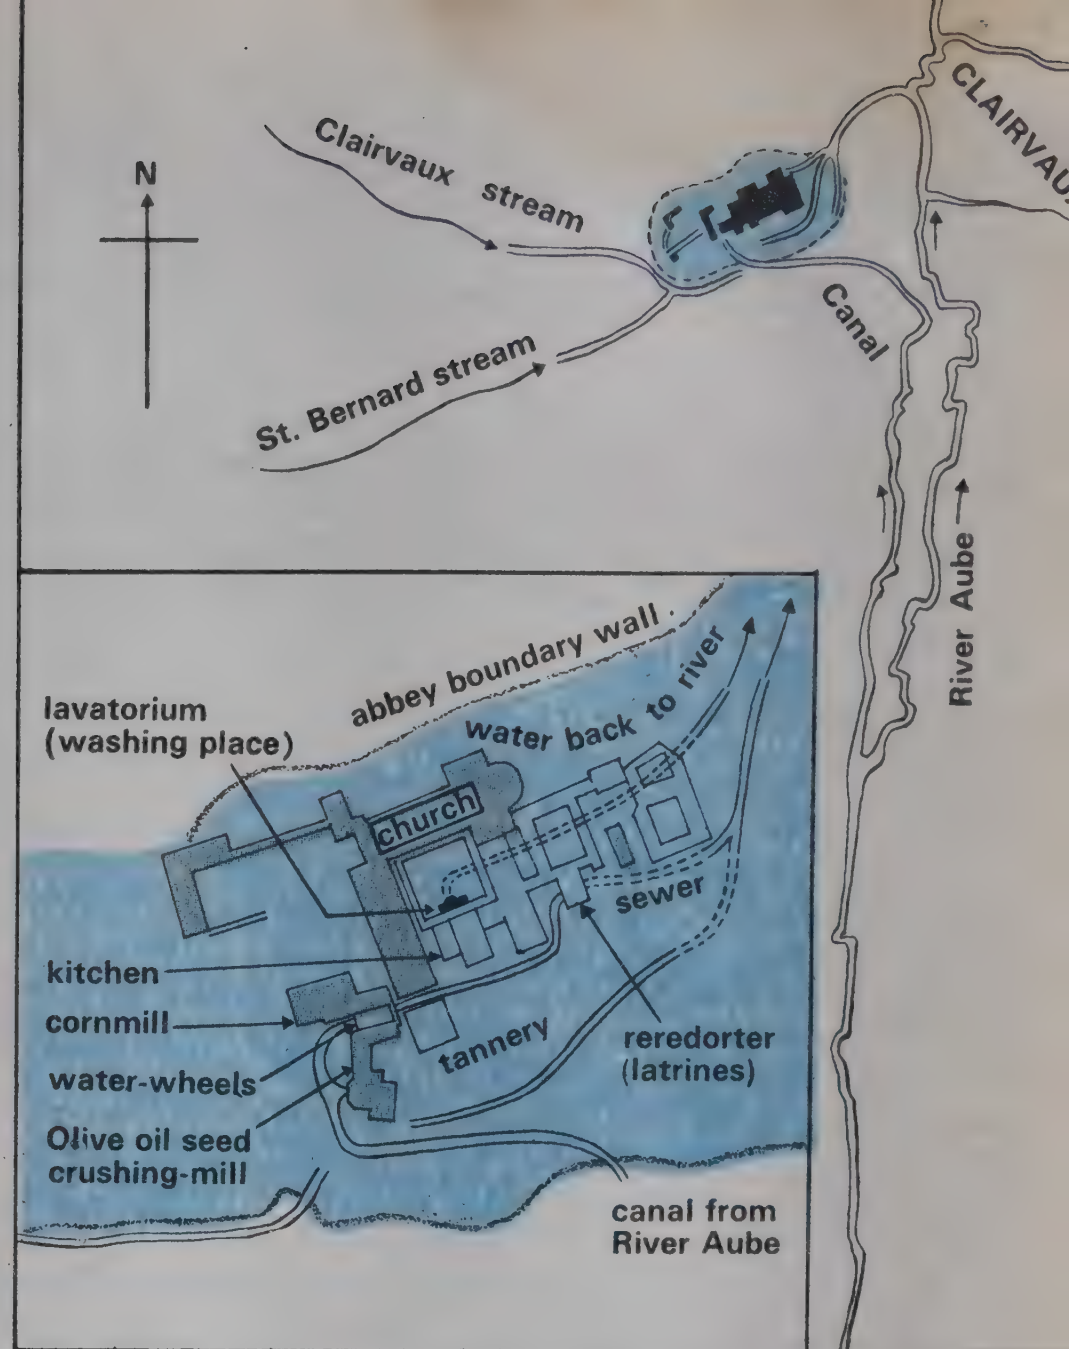 Clairvaux stream
N
St. Bernard stream
Canal
River Aube
abbey boundary wall
water back to river
lavatorium
(washing place)
church
sewer
kitchen
cornmill
water-wheels
Olive oil seed
crushing-mill
tannery
reredorter
(latrines)
canal from
River Aube